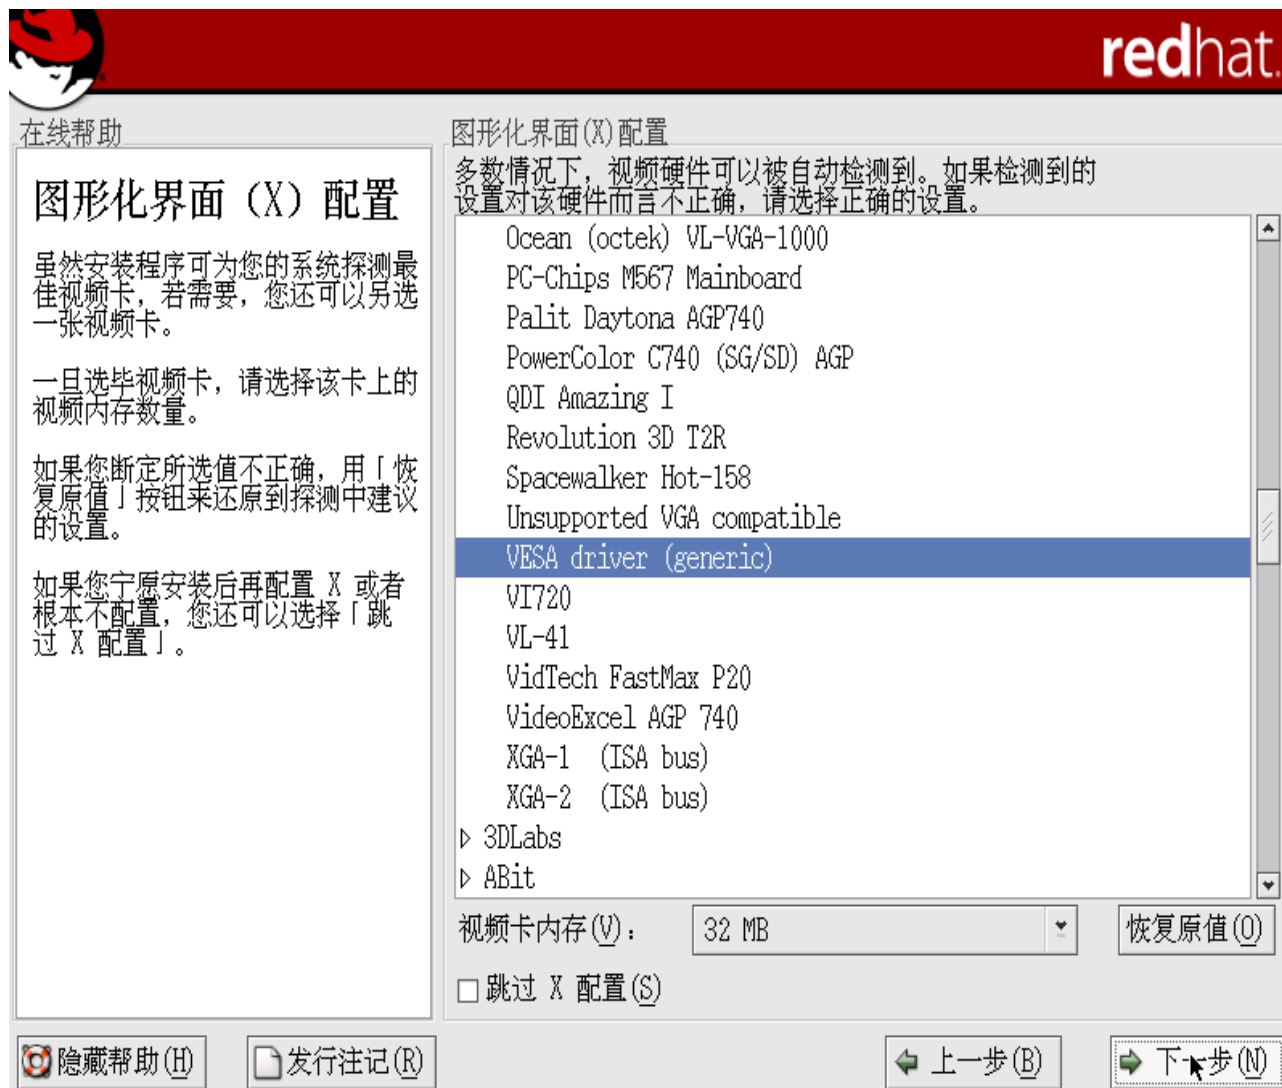 redhat.
在线帮助
图形化界面（X）配置
虽然安装程序可为您的系统探测最
佳视频卡，若需要，您还可以另选
一张视频卡。
一旦选毕视频卡，请选择该卡上的
视频内存数量。
如果您断定所选值不正确，用「恢
复原值」按钮来还原到探测中建议
的设置。
如果您宁愿安装后再配置 X 或者
根本不配置，您还可以选择「跳
过 X 配置」。
图形化界面(X)配置
多数情况下，视频硬件可以被自动检测到。如果检测到的
设置对该硬件而言不正确，请选择正确的设置。
Ocean (octek) VL-VGA-1000
PC-Chips M567 Mainboard
Palit Daytona AGP740
PowerColor C740 (SG/SD) AGP
QDI Amazing I
Revolution 3D T2R
Spacewalker Hot-158
Unsupported VGA compatible
VESA driver (generic)
VI720
VL-41
VidTech FastMax P20
VideoExcel AGP 740
XGA-1 (ISA bus)
XGA-2 (ISA bus)
3DLabs
ABit
视频卡内存(V)： 32 MB 恢复原值(O)
跳过 X 配置(S)
隐藏帮助(H) 发行注记(R) 上一步(B) 下一步(N)